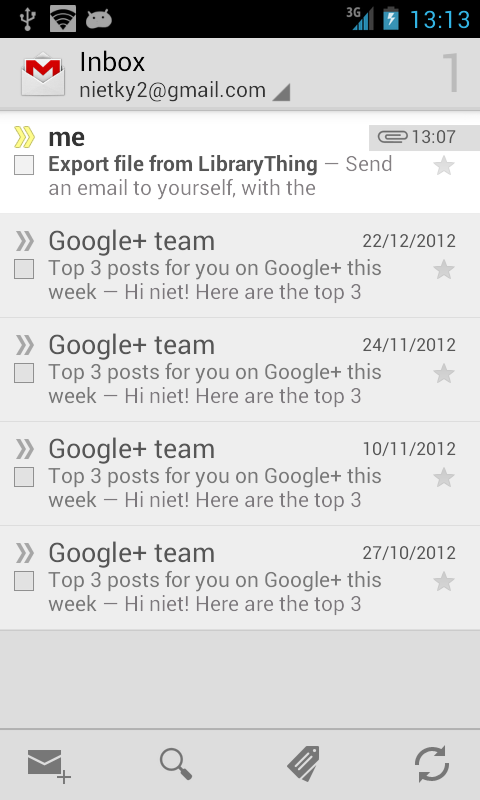 3G 13:13
Inbox
nietky2@gmail.com
1
me 13:07
Export file from LibraryThing — Send
an email to yourself, with the
Google+ team 22/12/2012
Top 3 posts for you on Google+ this
week — Hi niet! Here are the top 3
Google+ team 24/11/2012
Top 3 posts for you on Google+ this
week — Hi niet! Here are the top 3
Google+ team 10/11/2012
Top 3 posts for you on Google+ this
week — Hi niet! Here are the top 3
Google+ team 27/10/2012
Top 3 posts for you on Google+ this
week — Hi niet! Here are the top 3